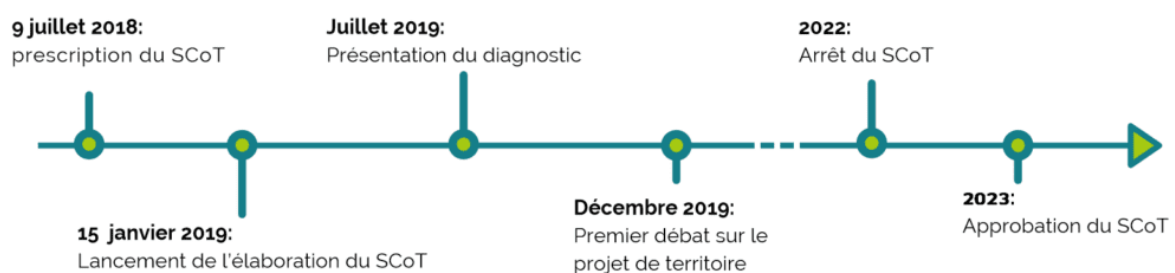 9 juillet 2018:
prescription du SCoT
15 janvier 2019:
Lancement de l'élaboration du SCoT
Juillet 2019:
Présentation du diagnostic
Décembre 2019:
Premier débat sur le
projet de territoire
2022:
Arrêt du SCoT
2023:
Approbation du SCoT